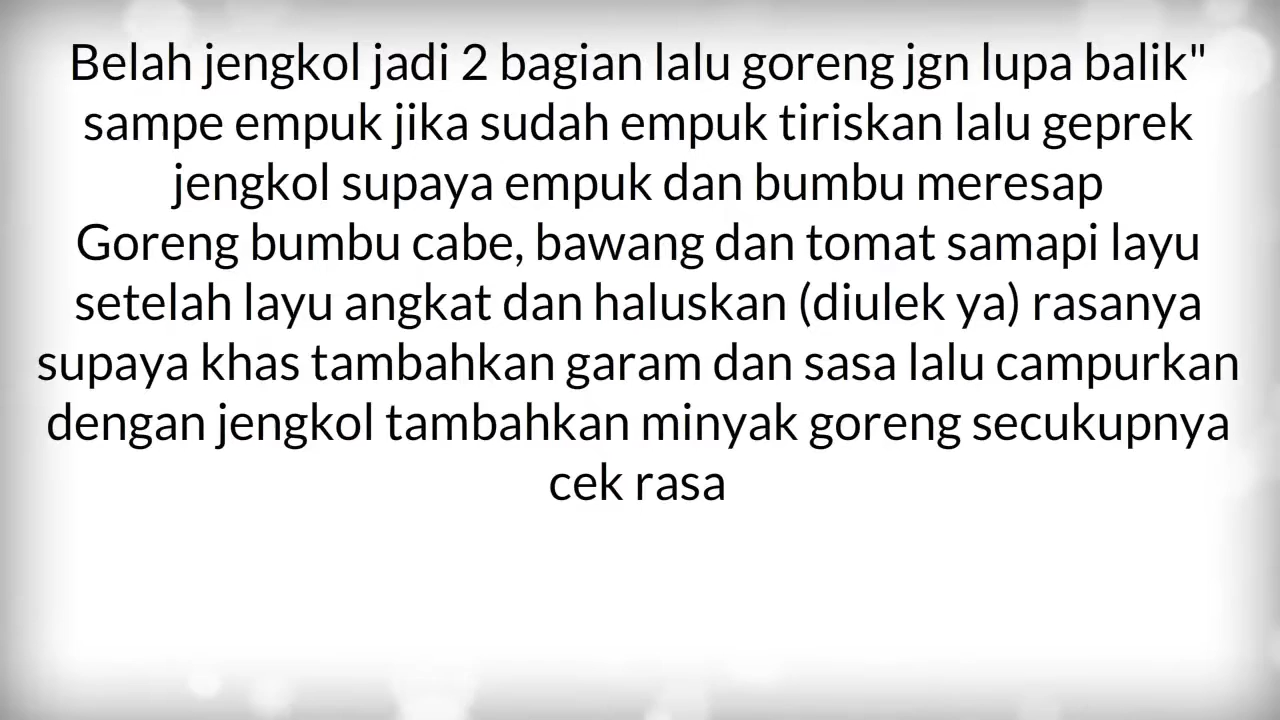 Belah jengkol jadi 2 bagian lalu goreng jgn lupa balik"
sampe empuk jika sudah empuk tiriskan lalu geprek
jengkol supaya empuk dan bumbu meresap
Goreng bumbu cabe, bawang dan tomat samapi layu
setelah layu angkat dan haluskan (diulek ya) rasanya
supaya khas tambahkan garam dan sasa lalu campurkan
dengan jengkol tambahkan minyak goreng secukupnya
cek rasa